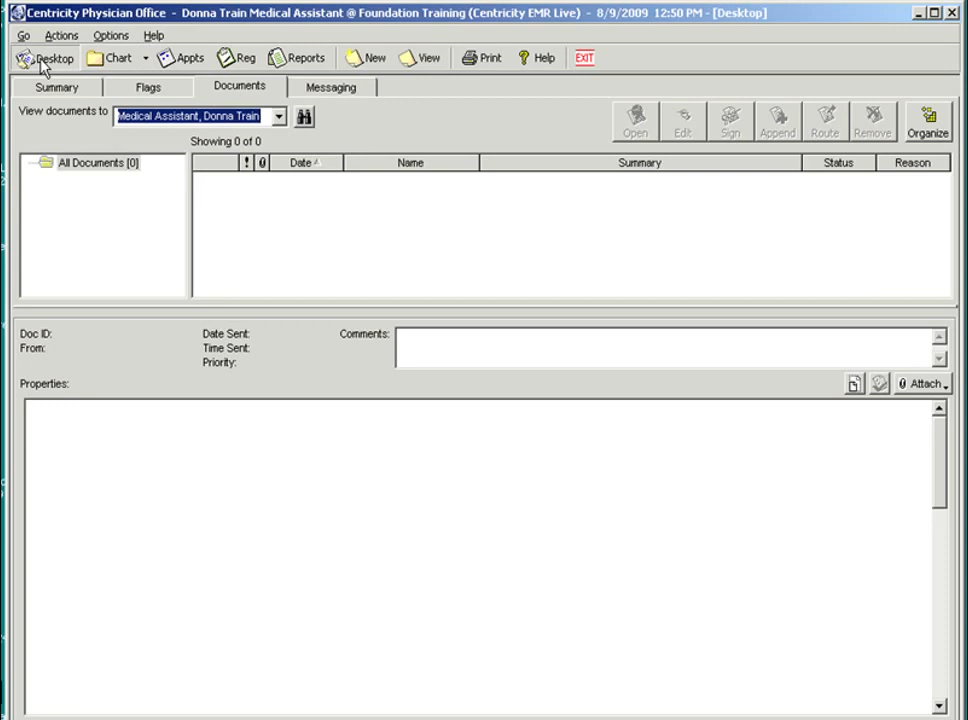 Centricity Physician Office - Donna Train Medical Assistant @ Foundation Training (Centricity EMR Live) - 8/9/2009 12:50 PM - [Desktop]
Go Actions Options Help
Desktop Chart Appts Reg Reports New View Print ? Help EXIT
Summary Flags Documents Messaging
View documents to Medical Assistant, Donna Train Open Edit Sign Append Route Remove Organize
Showing 0 of 0
All Documents [0] ! Date Name Summary Status Reason
Doc ID: Date Sent: Comments:
From: Time Sent:
Priority:
Properties: Attach